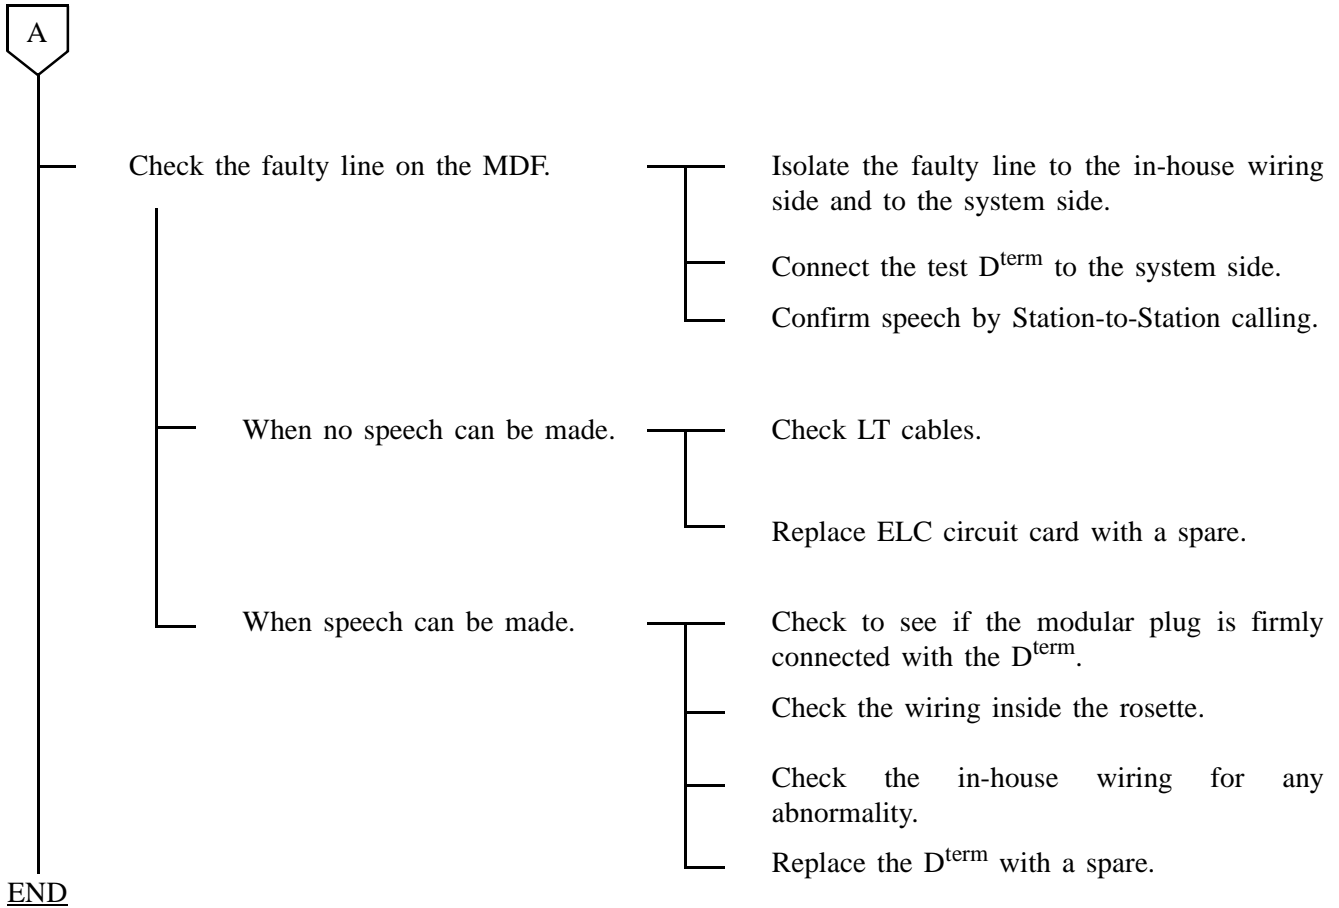 A
Check the faulty line on the MDF.
Isolate the faulty line to the in-house wiring
side and to the system side.
Connect the test Dterm to the system side.
Confirm speech by Station-to-Station calling.
When no speech can be made.
Check LT cables.
Replace ELC circuit card with a spare.
When speech can be made.
Check to see if the modular plug is firmly
connected with the Dterm.
Check the wiring inside the rosette.
Check the in-house wiring for any
abnormality.
Replace the Dterm with a spare.
END